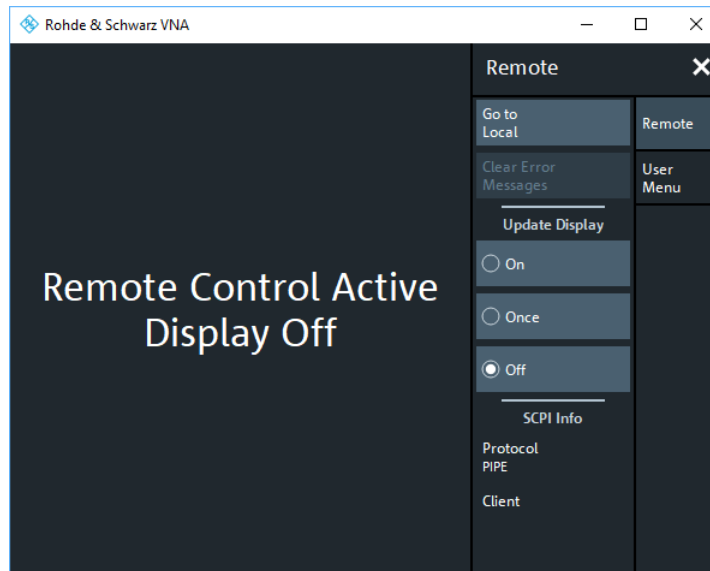 Rohde & Schwarz VNA
Remote Control Active
Display Off
Remote
Go to
Local
Clear Error
Messages
Update Display
On
Once
Off
SCPI Info
Protocol
PIPE
Client
Remote
User
Menu